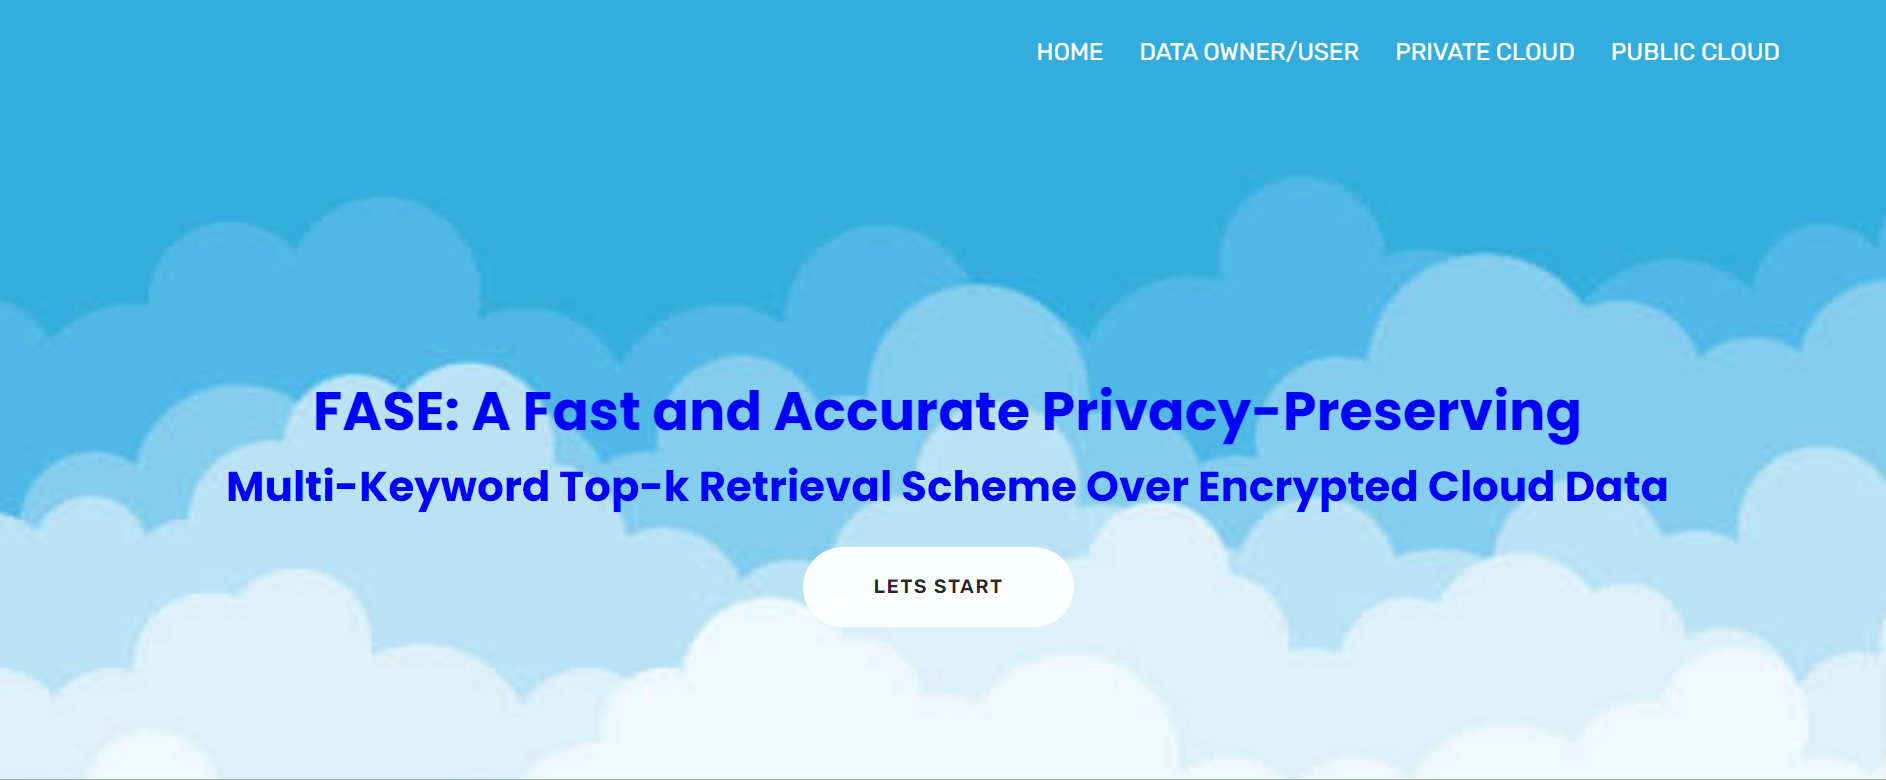 HOME DATA OWNER/USER PRIVATE CLOUD PUBLIC CLOUD
FASE: A Fast and Accurate Privacy-Preserving
Multi-Keyword Top-k Retrieval Scheme Over Encrypted Cloud Data
LETS START